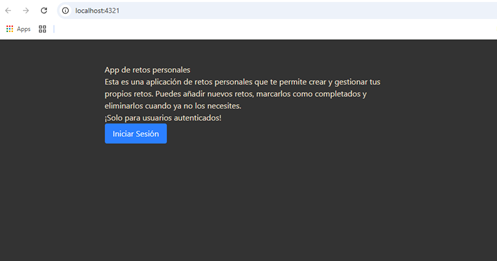 localhost:4321
Apps
App de retos personales
Esta es una aplicación de retos personales que te permite crear y gestionar tus
propios retos. Puedes añadir nuevos retos, marcarlos como completados y
eliminarlos cuando ya no los necesites.
¡Solo para usuarios autenticados!
Iniciar Sesión